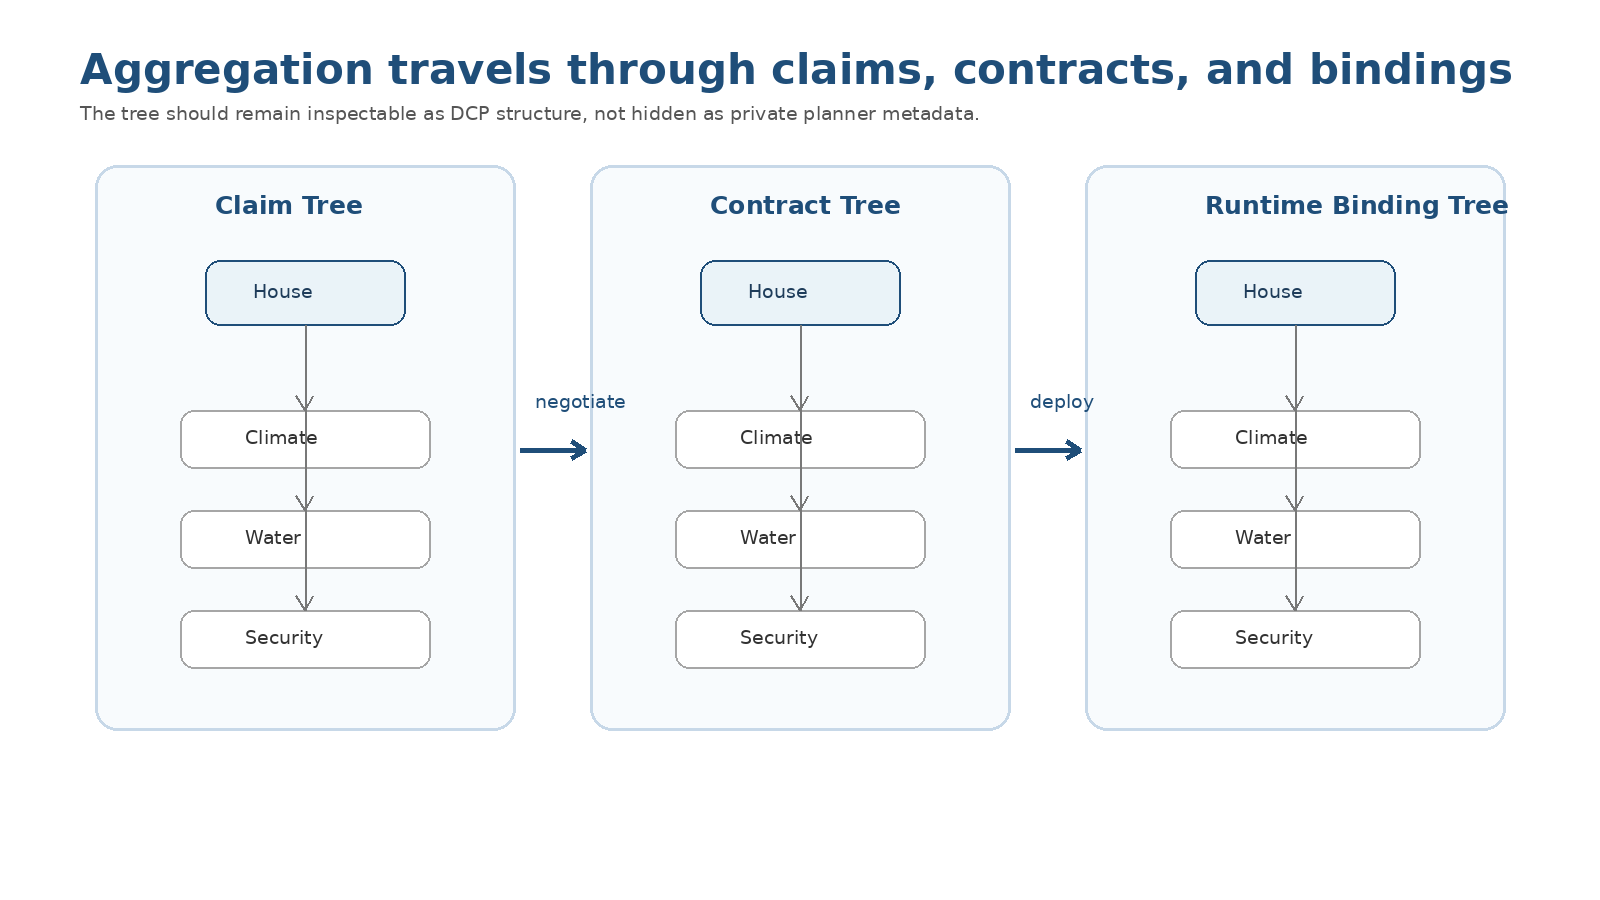 Aggregation travels through claims, contracts, and bindings
The tree should remain inspectable as DCP structure, not hidden as private planner metadata.
Claim Tree
House
Climate
Water
Security
negotiate
Contract Tree
House
Climate
Water
Security
deploy
Runtime Binding Tree
House
Climate
Water
Security